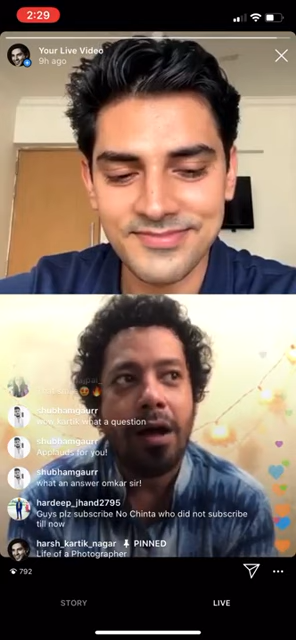 2:29
Your Live Video
9h ago
shubhamgaurr
Wow kartik what a question
shubhamgaurr
Applauds for you!
shubhamgaurr
what an answer omkar sir!
hardeep_jhand2795
Guys plz subscribe No Chinta who did not subscribe
till now
harsh_kartik_nagar PINNED
Life of a Photographer
792
STORY
LIVE